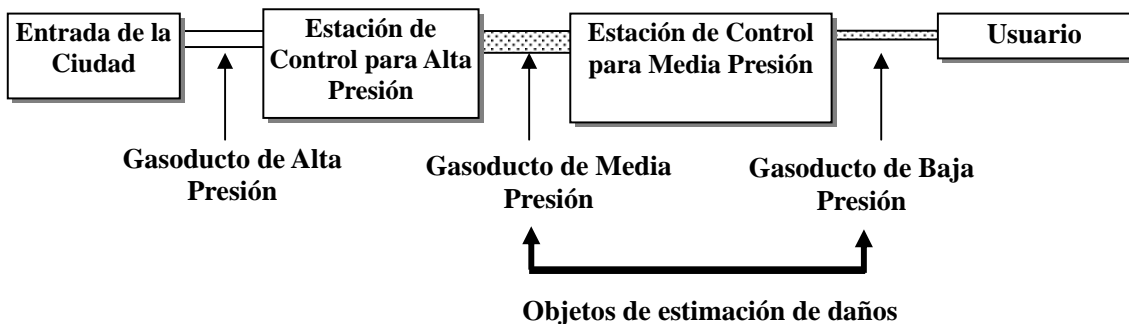 Entrada de la
Ciudad
Estación de
Control para Alta
Presión
Estación de Control
para Media Presión
Usuario
Gasoducto de Alta
Presión
Gasoducto de Media
Presión
Gasoducto de Baja
Presión
Objetos de estimación de daños